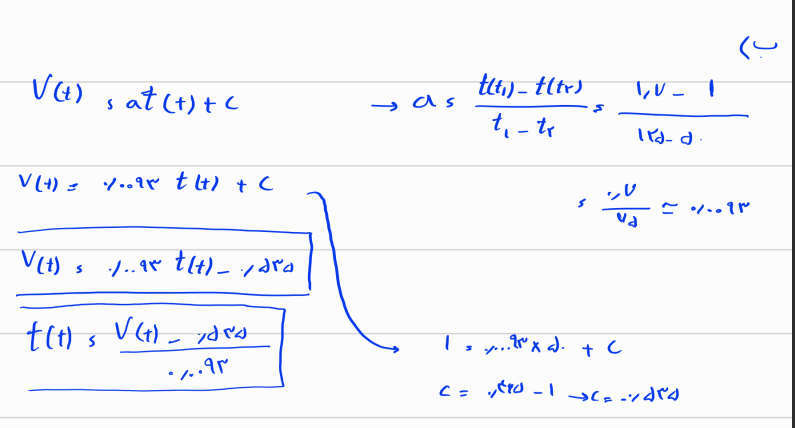 ب)
V(t) = at(t) + c → a = (t(t₁) - t(t₂)) / (t₁ - t₂) = (۱٫۷ - ۱) / (۱۲۵ - ۵۰)
= ۰٫۷ / ۷۵ ≃ ۰٫۰۰۹۳
V(t) = ۰٫۰۰۹۳ t(t) + C
V(t) = ۰٫۰۰۹۳ t(t) - ۰٫۵۳۵
t(t) = (V(t) - ۰٫۵۳۵) / ۰٫۰۰۹۳
۱ = ۰٫۰۰۹۳ × ۵۰ + C
C = ۰٫۴۶۵ - ۱ → C = -۰٫۵۳۵